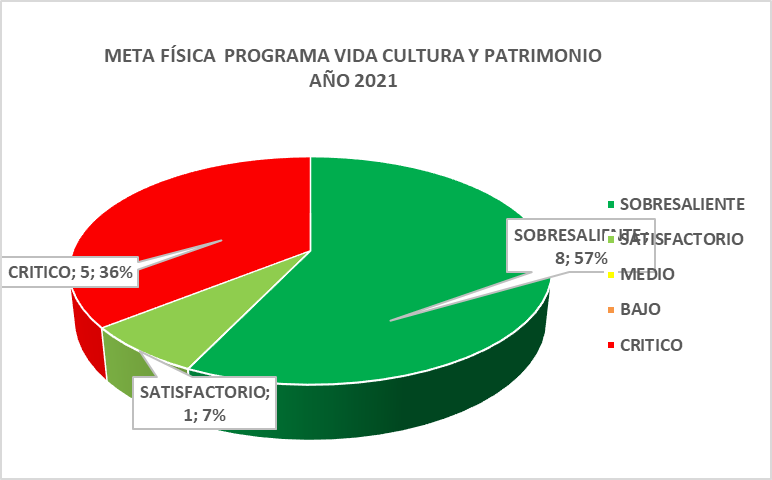 META FÍSICA  PROGRAMA VIDA CULTURA Y PATRIMONIO
AÑO 2021
SOBRESALIENTE
SOBRESALIENTE;
8; 57%
SATISFACTORIO
MEDIO
BAJO
CRITICO
CRITICO; 5; 36%
SATISFACTORIO;
1; 7%